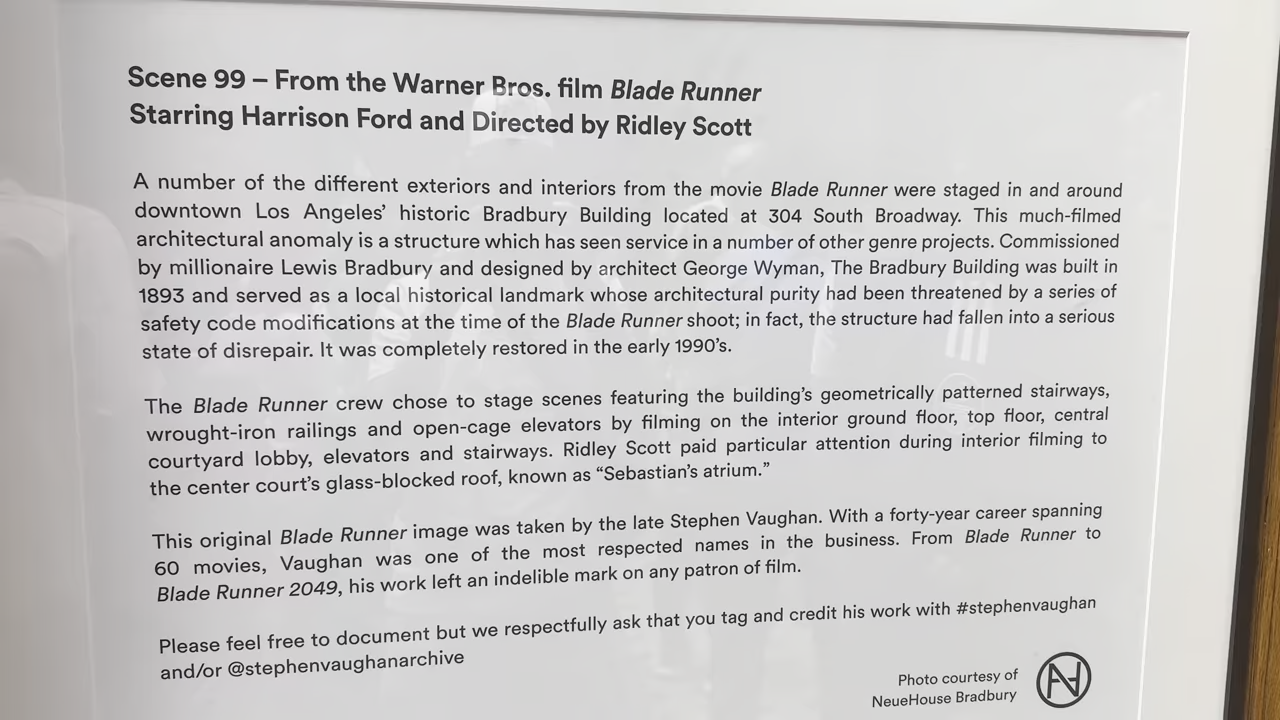 Scene 99 – From the Warner Bros. film Blade Runner
Starring Harrison Ford and Directed by Ridley Scott
A number of the different exteriors and interiors from the movie Blade Runner were staged in and around
downtown Los Angeles’ historic Bradbury Building located at 304 South Broadway. This much-filmed
architectural anomaly is a structure which has seen service in a number of other genre projects. Commissioned
by millionaire Lewis Bradbury and designed by architect George Wyman, The Bradbury Building was built in
1893 and served as a local historical landmark whose architectural purity had been threatened by a series of
safety code modifications at the time of the Blade Runner shoot; in fact, the structure had fallen into a serious
state of disrepair. It was completely restored in the early 1990’s.
The Blade Runner crew chose to stage scenes featuring the building’s geometrically patterned stairways,
wrought-iron railings and open-cage elevators by filming on the interior ground floor, top floor, central
courtyard lobby, elevators and stairways. Ridley Scott paid particular attention during interior filming to
the center court’s glass-blocked roof, known as “Sebastian’s atrium.”
This original Blade Runner image was taken by the late Stephen Vaughan. With a forty-year career spanning
60 movies, Vaughan was one of the most respected names in the business. From Blade Runner to
Blade Runner 2049, his work left an indelible mark on any patron of film.
Please feel free to document but we respectfully ask that you tag and credit his work with #stephenvaughan
and/or @stephenvaughanarchive
Photo courtesy of
NeueHouse Bradbury